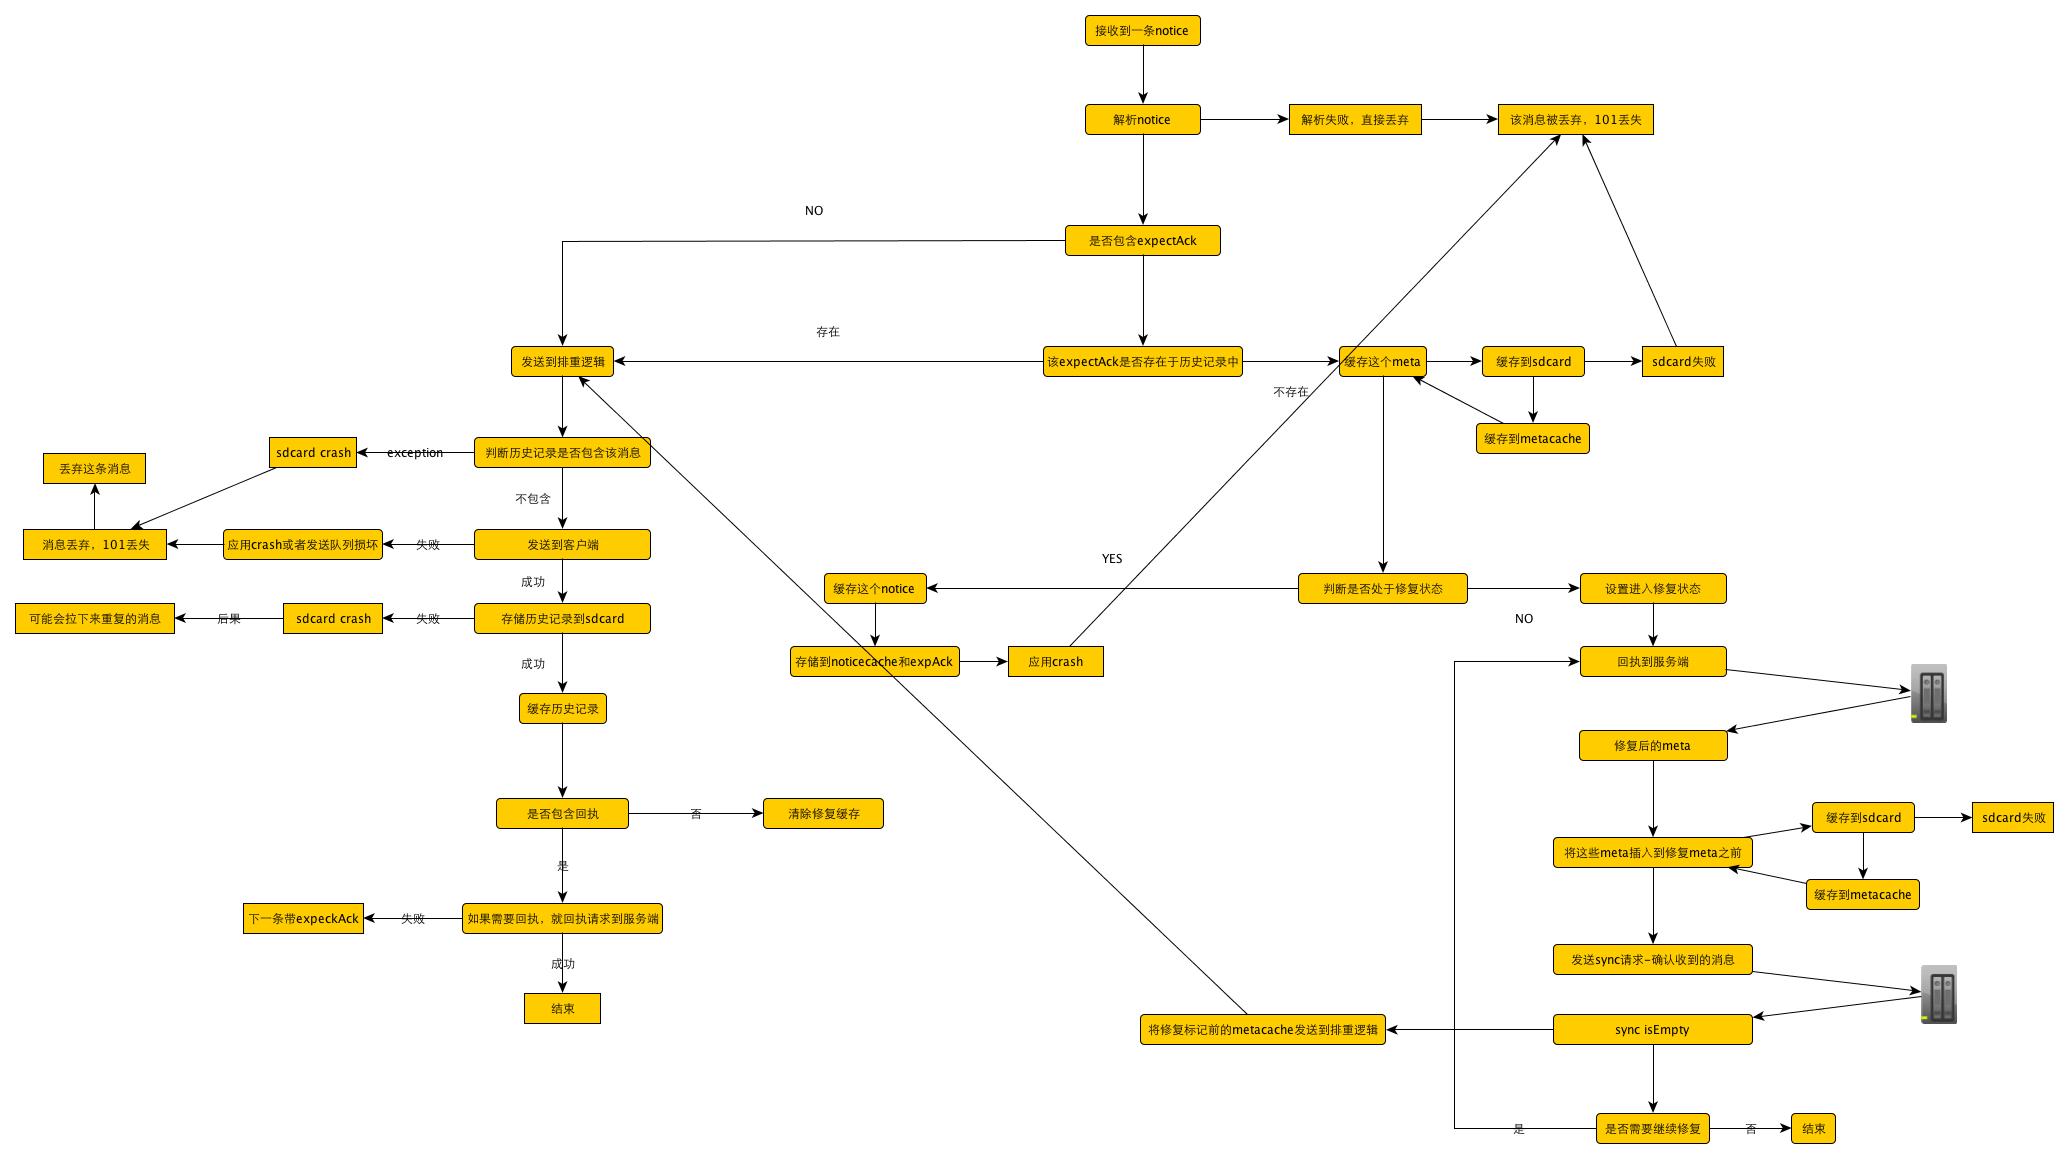 接收到一条notice
解析notice
解析失败，直接丢弃
该消息被丢弃，101丢失
NO
是否包含expectAck
存在
发送到排重逻辑
该expectAck是否存在于历史记录中
缓存这个meta
缓存到sdcard
sdcard失败
不存在
缓存到metacache
sdcard crash
exception
判断历史记录是否包含该消息
丢弃这条消息
不包含
消息丢弃，101丢失
应用crash或者发送队列损坏
失败
发送到客户端
YES
成功
缓存这个notice
判断是否处于修复状态
设置进入修复状态
可能会拉下来重复的消息
后果
sdcard crash
失败
存储历史记录到sdcard
NO
成功
存储到noticecache和expAck
应用crash
回执到服务端
缓存历史记录
修复后的meta
是否包含回执
否
清除修复缓存
缓存到sdcard
sdcard失败
将这些meta插入到修复meta之前
是
缓存到metacache
下一条带expeckAck
失败
如果需要回执，就回执请求到服务端
成功
发送sync请求-确认收到的消息
结束
将修复标记前的metacache发送到排重逻辑
sync isEmpty
是
是否需要继续修复
否
结束